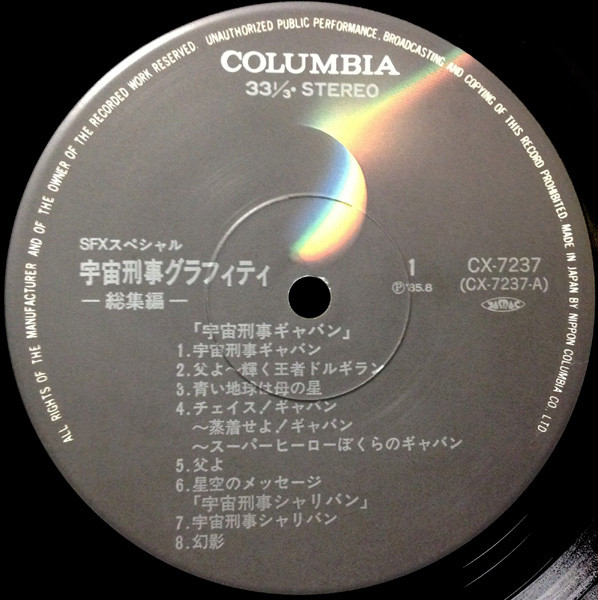 ALL RIGHTS OF THE MANUFACTURER AND OF THE OWNER OF THE RECORDED WORK RESERVED. UNAUTHORIZED PUBLIC PERFORMANCE, BROADCASTING AND COPYING OF THIS RECORD PROHIBITED. MADE IN JAPAN BY NIPPON COLUMBIA CO., LTD.
COLUMBIA
33⅓・STEREO
SFXスペシャル
宇宙刑事グラフィティ
―総集編―
1
Ⓟ'85.8
CX-7237
(CX-7237-A)
「宇宙刑事ギャバン」
1.宇宙刑事ギャバン
2.父よ〜輝く王者ドルギラン
3.青い地球は母の星
4.チェイス!ギャバン
〜蒸着せよ!ギャバン
〜スーパーヒーローぼくらのギャバン
5.父よ
6.星空のメッセージ
「宇宙刑事シャリバン」
7.宇宙刑事シャリバン
8.幻影